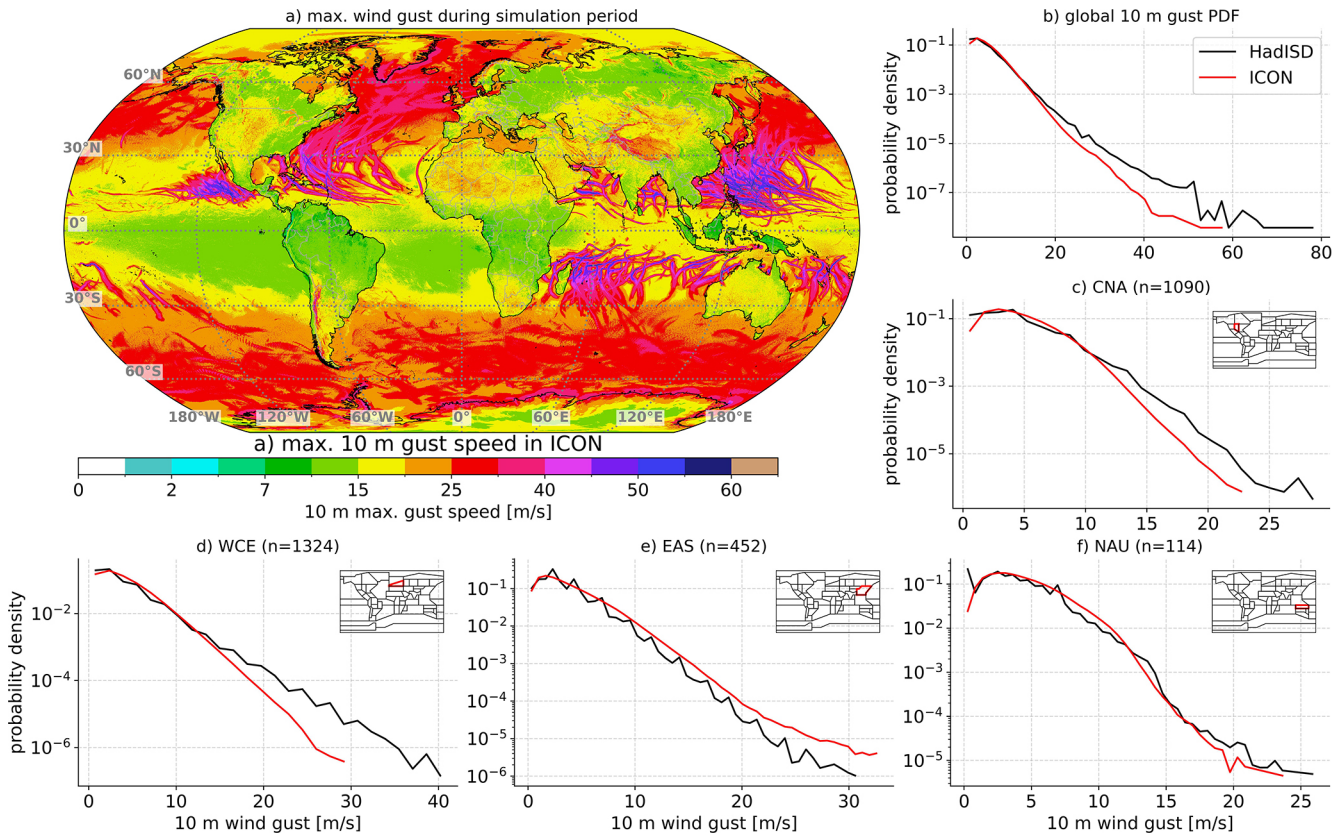 a) max. wind gust during simulation period
60°N
30°N
0°
30°S
60°S
180°W 120°W 60°W 0° 60°E 120°E 180°E
a) max. 10 m gust speed in ICON
0 2 7 15 25 40 50 60
10 m max. gust speed [m/s]
b) global 10 m gust PDF
HadISD
ICON
probability density
10⁻¹
10⁻³
10⁻⁵
10⁻⁷
0 20 40 60 80
c) CNA (n=1090)
probability density
10⁻¹
10⁻³
10⁻⁵
0 5 10 15 20 25
d) WCE (n=1324)
probability density
10⁻²
10⁻⁴
10⁻⁶
0 10 20 30 40
10 m wind gust [m/s]
e) EAS (n=452)
10⁻¹
10⁻²
10⁻³
10⁻⁴
10⁻⁵
10⁻⁶
0 10 20 30
10 m wind gust [m/s]
f) NAU (n=114)
10⁻¹
10⁻²
10⁻³
10⁻⁴
10⁻⁵
0 5 10 15 20 25
10 m wind gust [m/s]